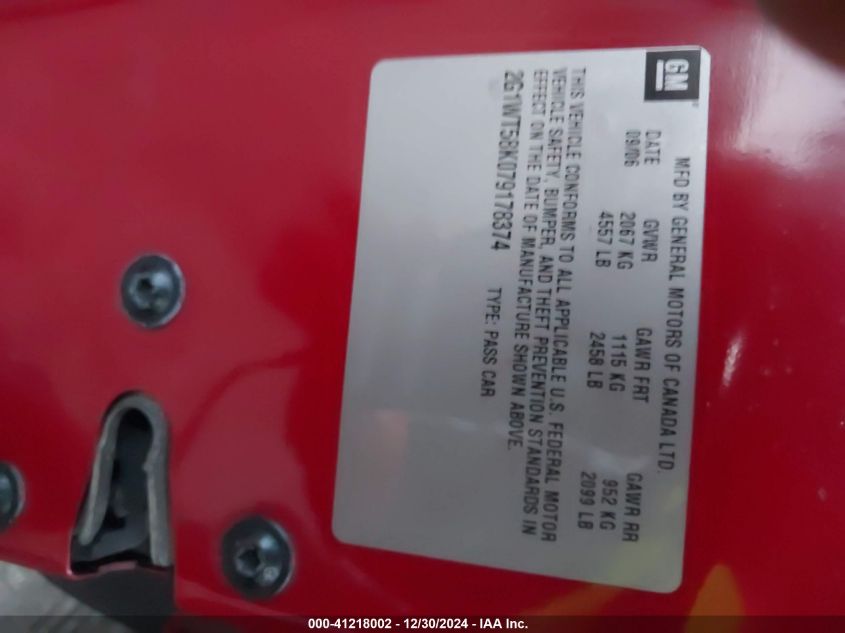 GM
MFD BY GENERAL MOTORS OF CANADA LTD.
DATE GVWR GAWR FRT GAWR RR
09/06 2067 KG 1115 KG 952 KG
4557 LB 2458 LB 2099 LB
THIS VEHICLE CONFORMS TO ALL APPLICABLE U.S. FEDERAL MOTOR
VEHICLE SAFETY, BUMPER, AND THEFT PREVENTION STANDARDS IN
EFFECT ON THE DATE OF MANUFACTURE SHOWN ABOVE.
2G1WT58K079178374 TYPE: PASS CAR
000-41218002 - 12/30/2024 - IAA Inc.